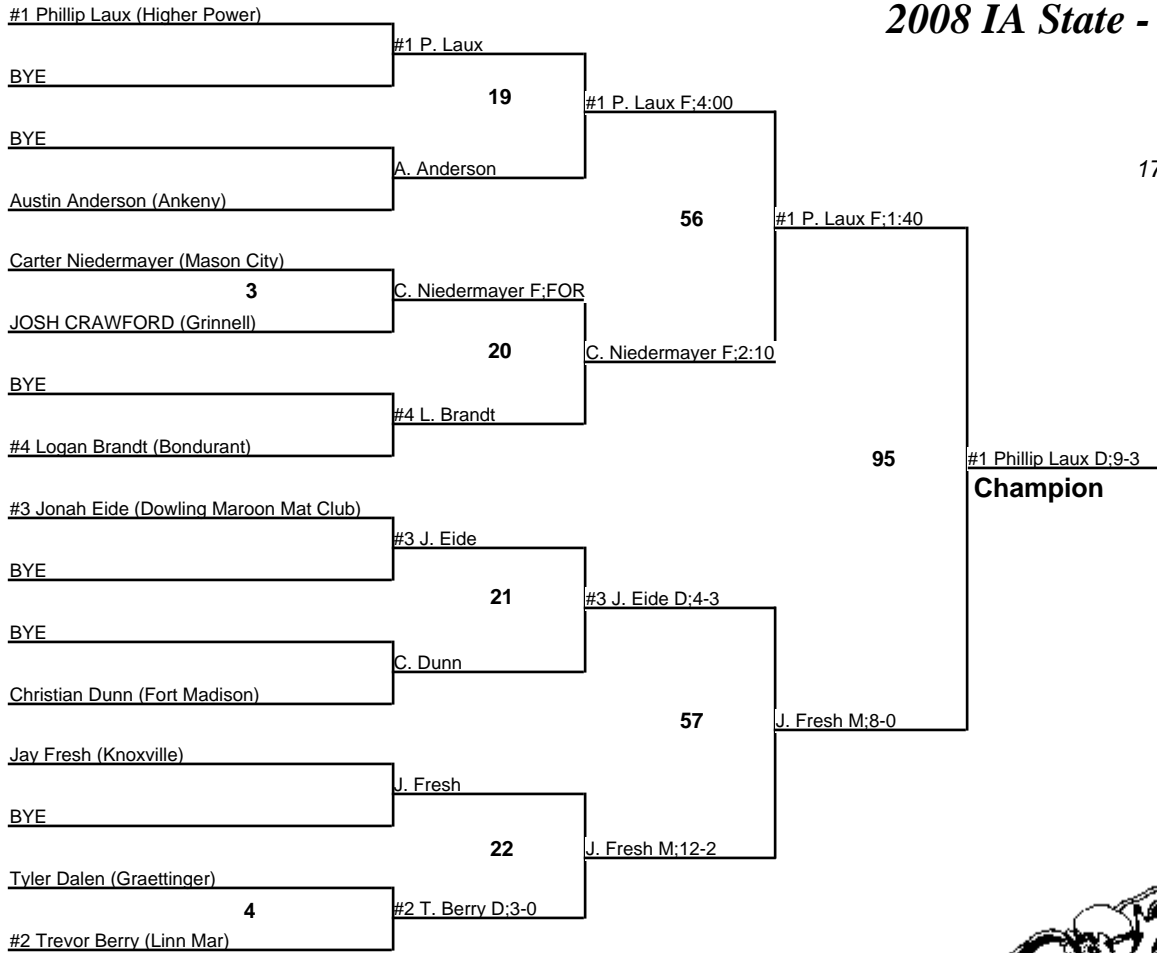 #1 Phillip Laux (Higher Power)
2008 IA State -
#1 P. Laux
BYE
19
#1 P. Laux F;4:00
BYE
A. Anderson
17
Austin Anderson (Ankeny)
56
#1 P. Laux F;1:40
Carter Niedermayer (Mason City)
3
C. Niedermayer F;FOR
JOSH CRAWFORD (Grinnell)
20
C. Niedermayer F;2:10
BYE
#4 L. Brandt
#4 Logan Brandt (Bondurant)
95
#1 Phillip Laux D;9-3
Champion
#3 Jonah Eide (Dowling Maroon Mat Club)
#3 J. Eide
BYE
21
#3 J. Eide D;4-3
BYE
C. Dunn
Christian Dunn (Fort Madison)
57
J. Fresh M;8-0
Jay Fresh (Knoxville)
J. Fresh
BYE
22
J. Fresh M;12-2
Tyler Dalen (Graettinger)
4
#2 T. Berry D;3-0
#2 Trevor Berry (Linn Mar)